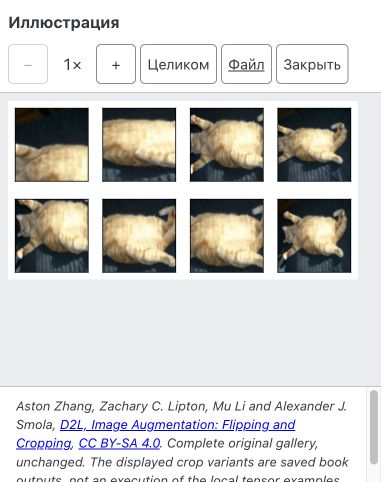 Иллюстрация
− 1× + Целиком Файл Закрыть
Aston Zhang, Zachary C. Lipton, Mu Li and Alexander J.
Smola, D2L, Image Augmentation: Flipping and
Cropping, CC BY-SA 4.0. Complete original gallery,
unchanged. The displayed crop variants are saved book
outputs, not an execution of the local tensor examples